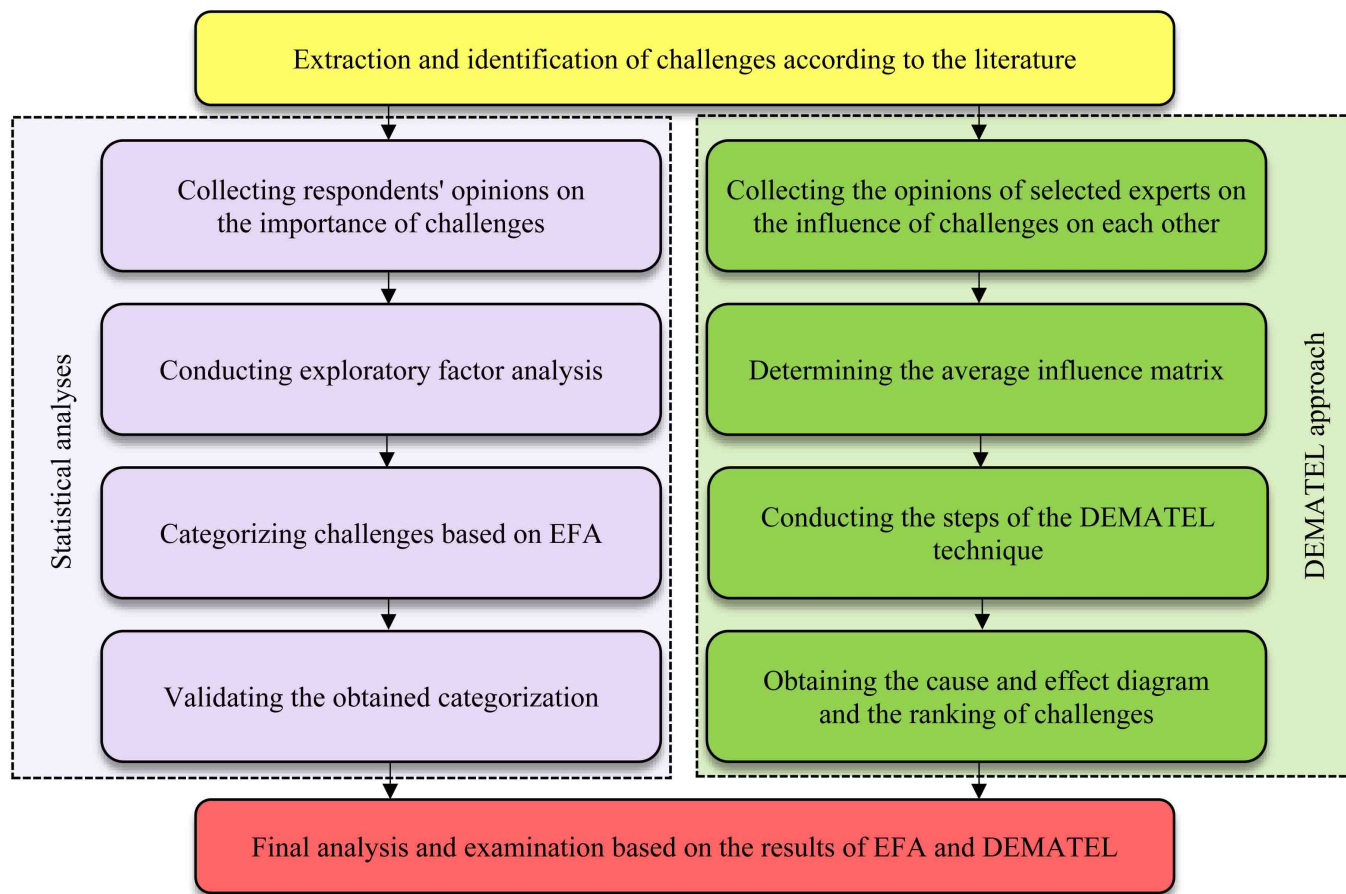 Extraction and identification of challenges according to the literature
Statistical analyses
Collecting respondents' opinions on
the importance of challenges
Conducting exploratory factor analysis
Categorizing challenges based on EFA
Validating the obtained categorization
Collecting the opinions of selected experts on
the influence of challenges on each other
Determining the average influence matrix
Conducting the steps of the DEMATEL
technique
Obtaining the cause and effect diagram
and the ranking of challenges
DEMATEL approach
Final analysis and examination based on the results of EFA and DEMATEL